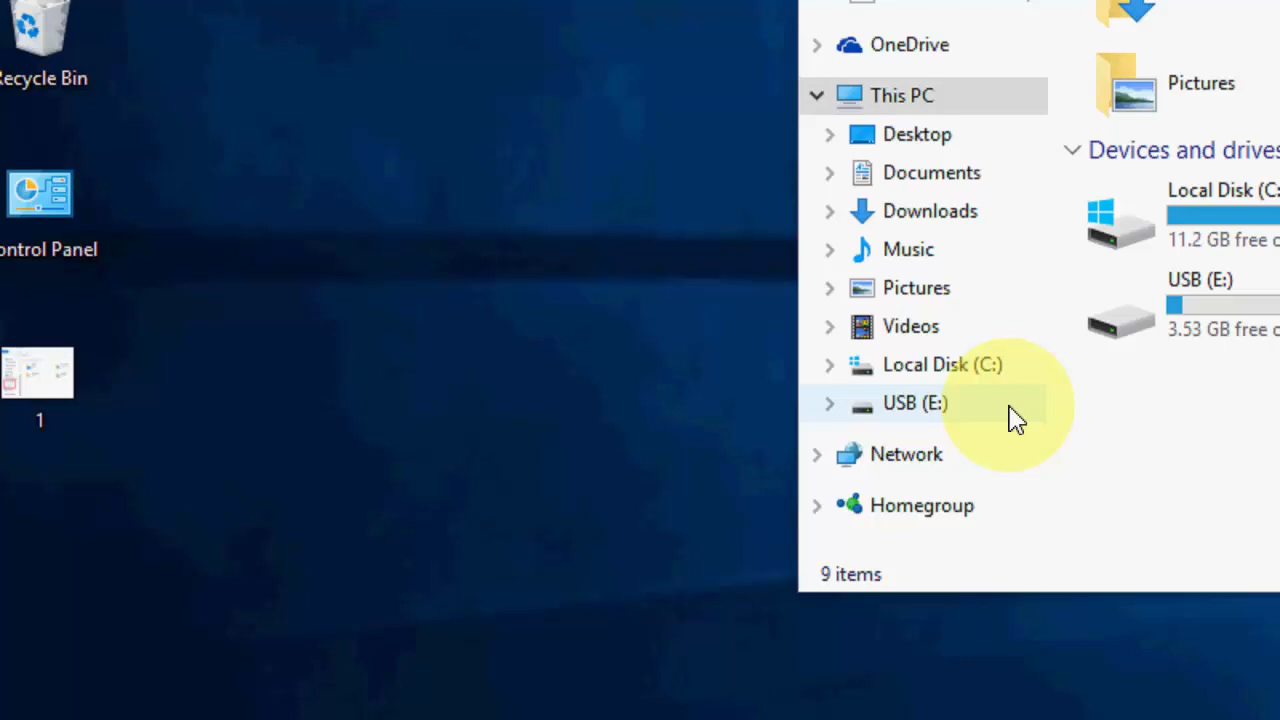 ecycle Bin
ontrol Panel
1
OneDrive
This PC
Desktop
Documents
Downloads
Music
Pictures
Videos
Local Disk (C:)
USB (E:)
Network
Homegroup
9 items
Pictures
Devices and drives
Local Disk (C:
11.2 GB free o
USB (E:)
3.53 GB free o